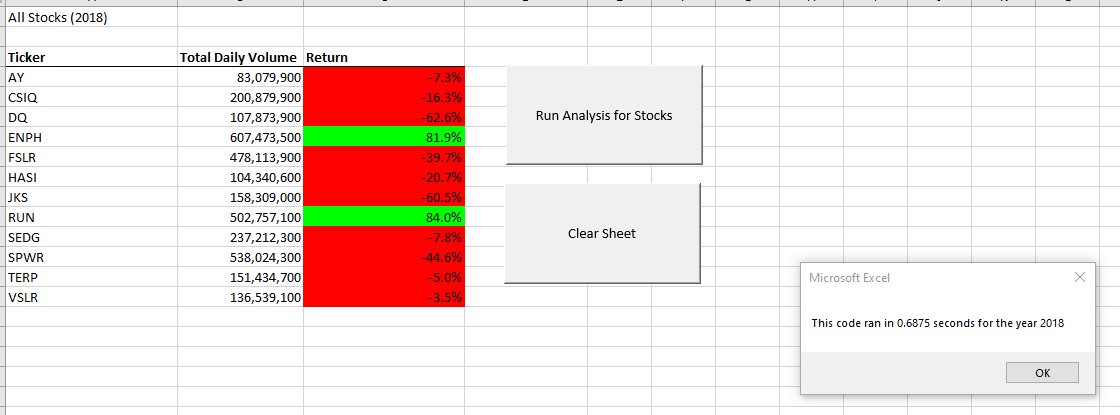 All Stocks (2018)
Ticker Total Daily Volume Return
AY 83,079,900 -7.3%
CSIQ 200,879,900 -16.3%
DQ 107,873,900 -62.6%
ENPH 607,473,500 81.9%
FSLR 478,113,900 -39.7%
HASI 104,340,600 -20.7%
JKS 158,309,000 -60.5%
RUN 502,757,100 84.0%
SEDG 237,212,300 -7.8%
SPWR 538,024,300 -44.6%
TERP 151,434,700 -5.0%
VSLR 136,539,100 -3.5%
Run Analysis for Stocks
Clear Sheet
Microsoft Excel
This code ran in 0.6875 seconds for the year 2018
OK